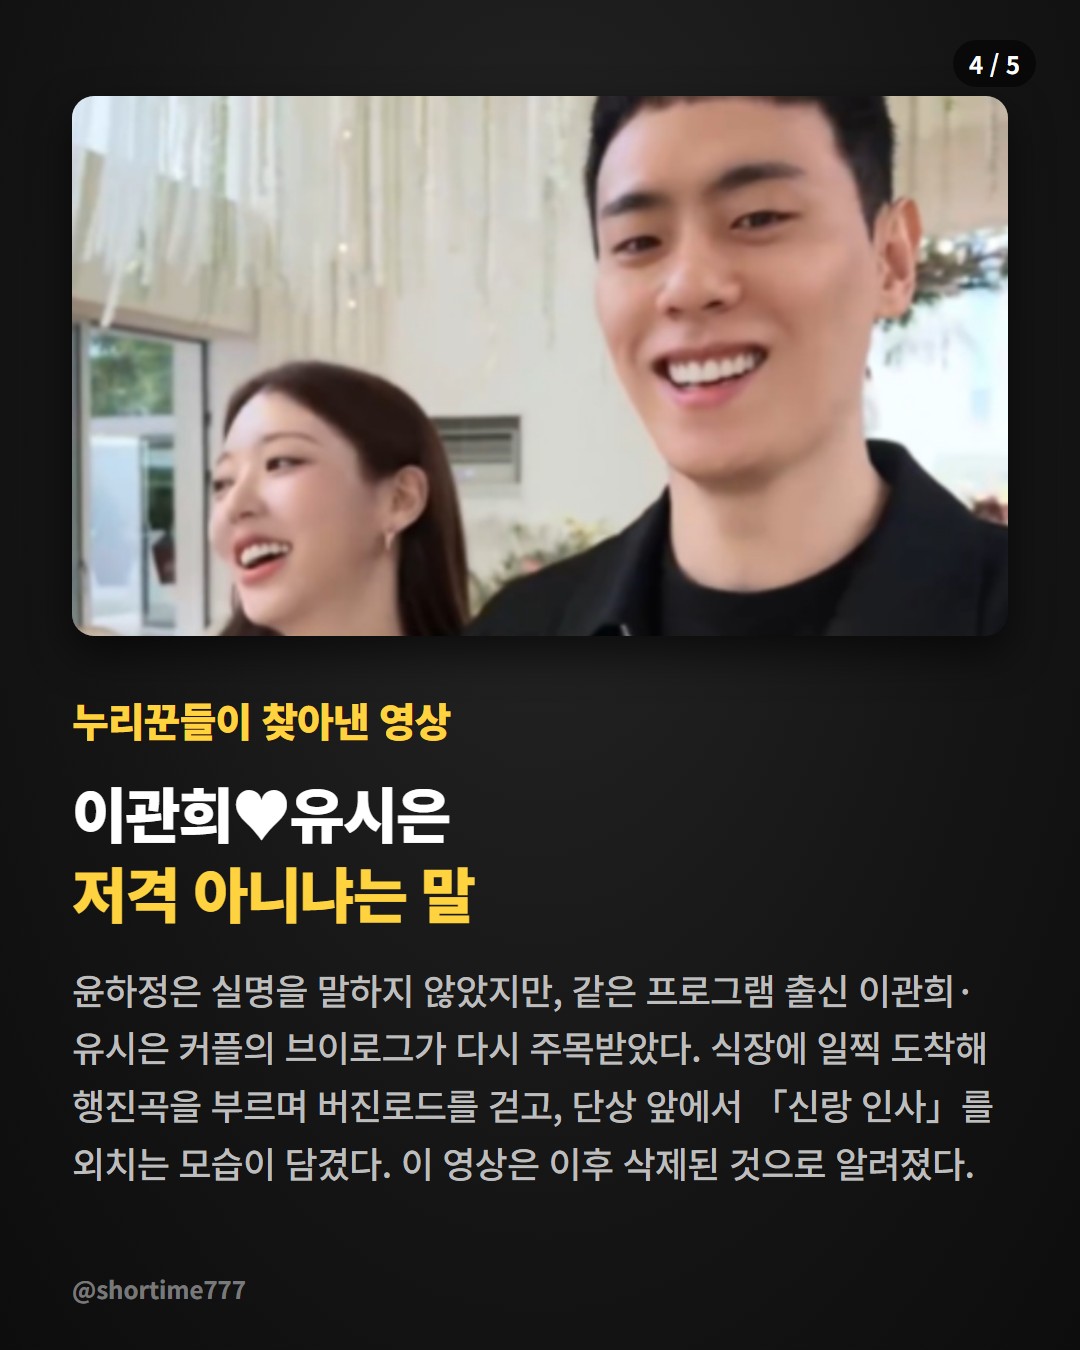 4 / 5
누리꾼들이 찾아낸 영상
이관희♥유시은
저격 아니냐는 말
윤하정은 실명을 말하지 않았지만, 같은 프로그램 출신 이관희·
유시은 커플의 브이로그가 다시 주목받았다. 식장에 일찍 도착해
행진곡을 부르며 버진로드를 걷고, 단상 앞에서 「신랑 인사」를
외치는 모습이 담겼다. 이 영상은 이후 삭제된 것으로 알려졌다.
@shortime777